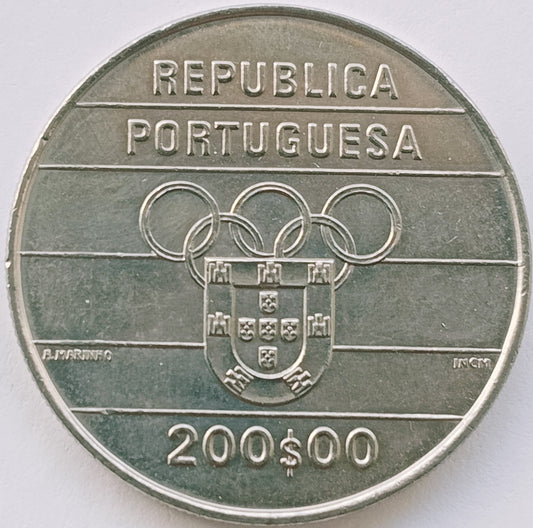 REPUBLICA
PORTUGUESA
A.MARINHO INCM
200$00